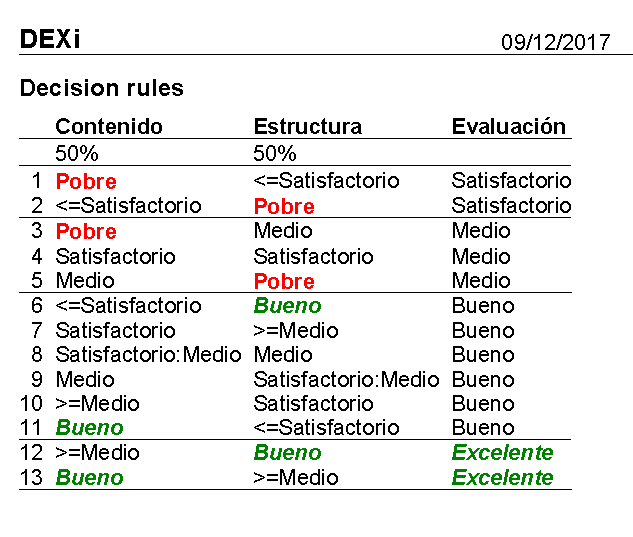 DEXi 09/12/2017
Decision rules
Contenido Estructura Evaluación
50% 50%
1 Pobre <=Satisfactorio Satisfactorio
2 <=Satisfactorio Pobre Satisfactorio
3 Pobre Medio Medio
4 Satisfactorio Satisfactorio Medio
5 Medio Pobre Medio
6 <=Satisfactorio Bueno Bueno
7 Satisfactorio >=Medio Bueno
8 Satisfactorio:Medio Medio Bueno
9 Medio Satisfactorio:Medio Bueno
10 >=Medio Satisfactorio Bueno
11 Bueno <=Satisfactorio Bueno
12 >=Medio Bueno Excelente
13 Bueno >=Medio Excelente